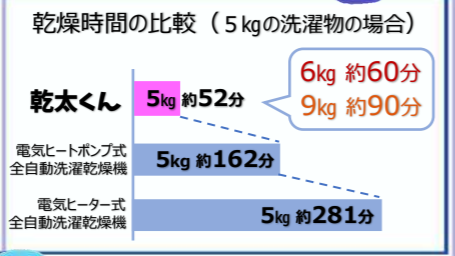 乾燥時間の比較（５㎏の洗濯物の場合）
6㎏ 約60分
9㎏ 約90分
乾太くん
5㎏ 約52分
電気ヒートポンプ式
全自動洗濯乾燥機
5㎏ 約162分
電気ヒーター式
全自動洗濯乾燥機
5㎏ 約281分